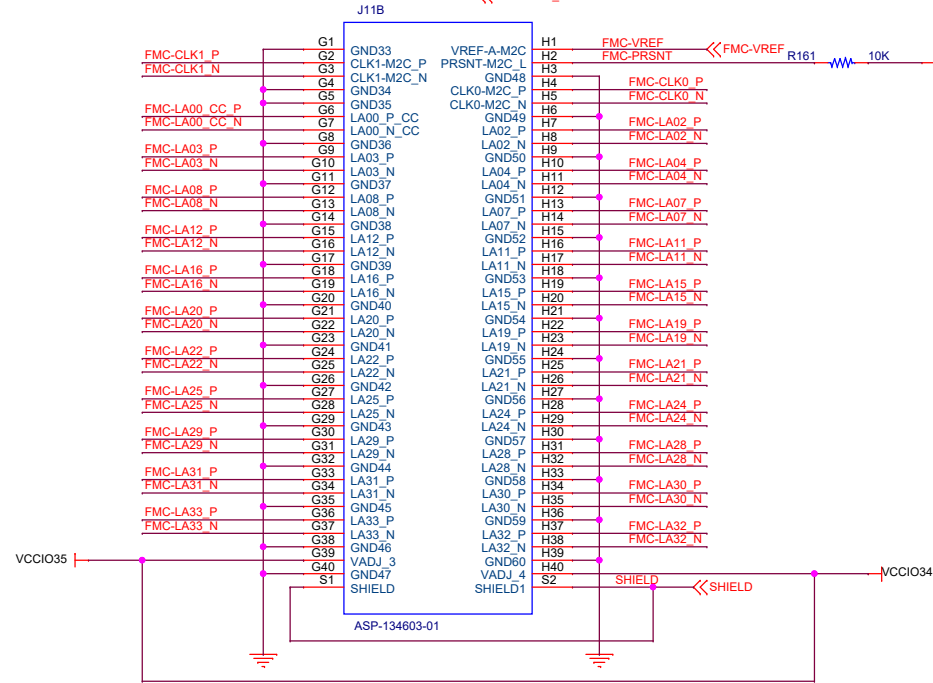 J11B
G1 GND33 VREF-A-M2C H1 FMC-VREF FMC-VREF
FMC-CLK1_P G2 CLK1-M2C_P PRSNT-M2C_L H2 FMC-PRSNT R161 10K
FMC-CLK1_N G3 CLK1-M2C_N GND48 H3
G4 GND34 CLK0-M2C_P H4 FMC-CLK0_P
G5 GND35 CLK0-M2C_N H5 FMC-CLK0_N
FMC-LA00_CC_P G6 LA00_P_CC GND49 H6
FMC-LA00_CC_N G7 LA00_N_CC LA02_P H7 FMC-LA02_P
G8 GND36 LA02_N H8 FMC-LA02_N
FMC-LA03_P G9 LA03_P GND50 H9
FMC-LA03_N G10 LA03_N LA04_P H10 FMC-LA04_P
G11 GND37 LA04_N H11 FMC-LA04_N
FMC-LA08_P G12 LA08_P GND51 H12
FMC-LA08_N G13 LA08_N LA07_P H13 FMC-LA07_P
G14 GND38 LA07_N H14 FMC-LA07_N
FMC-LA12_P G15 LA12_P GND52 H15
FMC-LA12_N G16 LA12_N LA11_P H16 FMC-LA11_P
G17 GND39 LA11_N H17 FMC-LA11_N
FMC-LA16_P G18 LA16_P GND53 H18
FMC-LA16_N G19 LA16_N LA15_P H19 FMC-LA15_P
G20 GND40 LA15_N H20 FMC-LA15_N
FMC-LA20_P G21 LA20_P GND54 H21
FMC-LA20_N G22 LA20_N LA19_P H22 FMC-LA19_P
G23 GND41 LA19_N H23 FMC-LA19_N
FMC-LA22_P G24 LA22_P GND55 H24
FMC-LA22_N G25 LA22_N LA21_P H25 FMC-LA21_P
G26 GND42 LA21_N H26 FMC-LA21_N
FMC-LA25_P G27 LA25_P GND56 H27
FMC-LA25_N G28 LA25_N LA24_P H28 FMC-LA24_P
G29 GND43 LA24_N H29 FMC-LA24_N
FMC-LA29_P G30 LA29_P GND57 H30
FMC-LA29_N G31 LA29_N LA28_P H31 FMC-LA28_P
G32 GND44 LA28_N H32 FMC-LA28_N
FMC-LA31_P G33 LA31_P GND58 H33
FMC-LA31_N G34 LA31_N LA30_P H34 FMC-LA30_P
G35 GND45 LA30_N H35 FMC-LA30_N
FMC-LA33_P G36 LA33_P GND59 H36
FMC-LA33_N G37 LA33_N LA32_P H37 FMC-LA32_P
G38 GND46 LA32_N H38 FMC-LA32_N
VCCIO35 G39 VADJ_3 GND60 H39
G40 GND47 VADJ_4 H40 VCCIO34
S1 SHIELD SHIELD1 S2 SHIELD SHIELD
ASP-134603-01